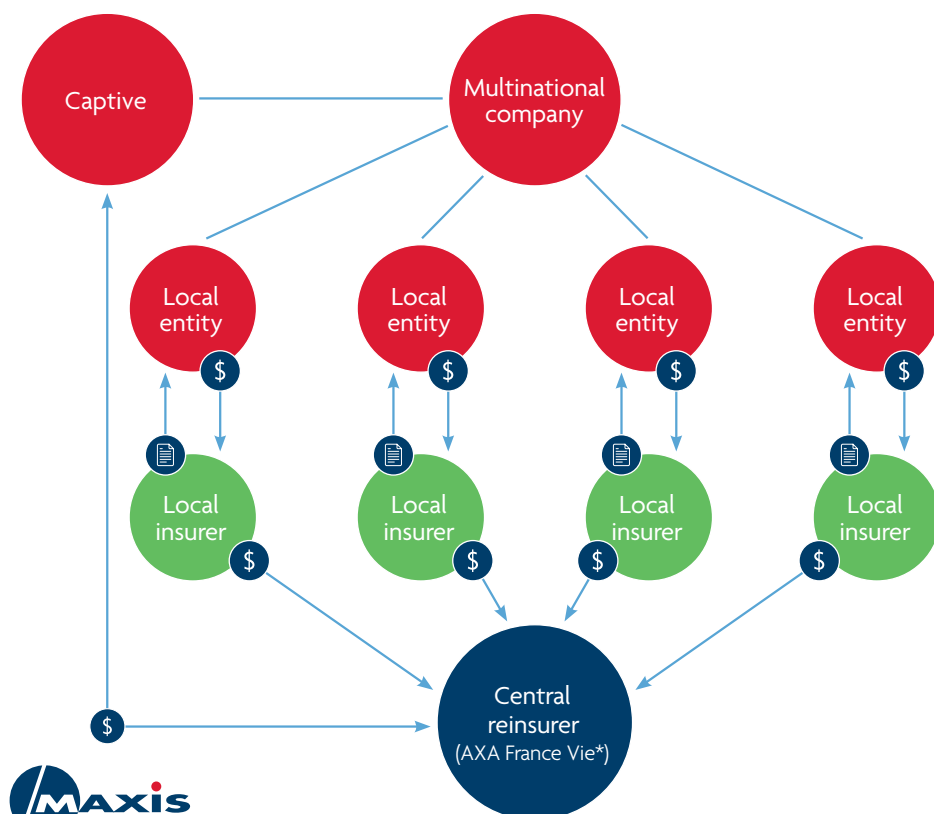 Captive
Multinational
company
Local
entity
Local
entity
Local
entity
Local
entity
$
$
$
$
Local
insurer
Local
insurer
Local
insurer
Local
insurer
$
$
$
$
Central
reinsurer
(AXA France Vie*)
$
MAXIS